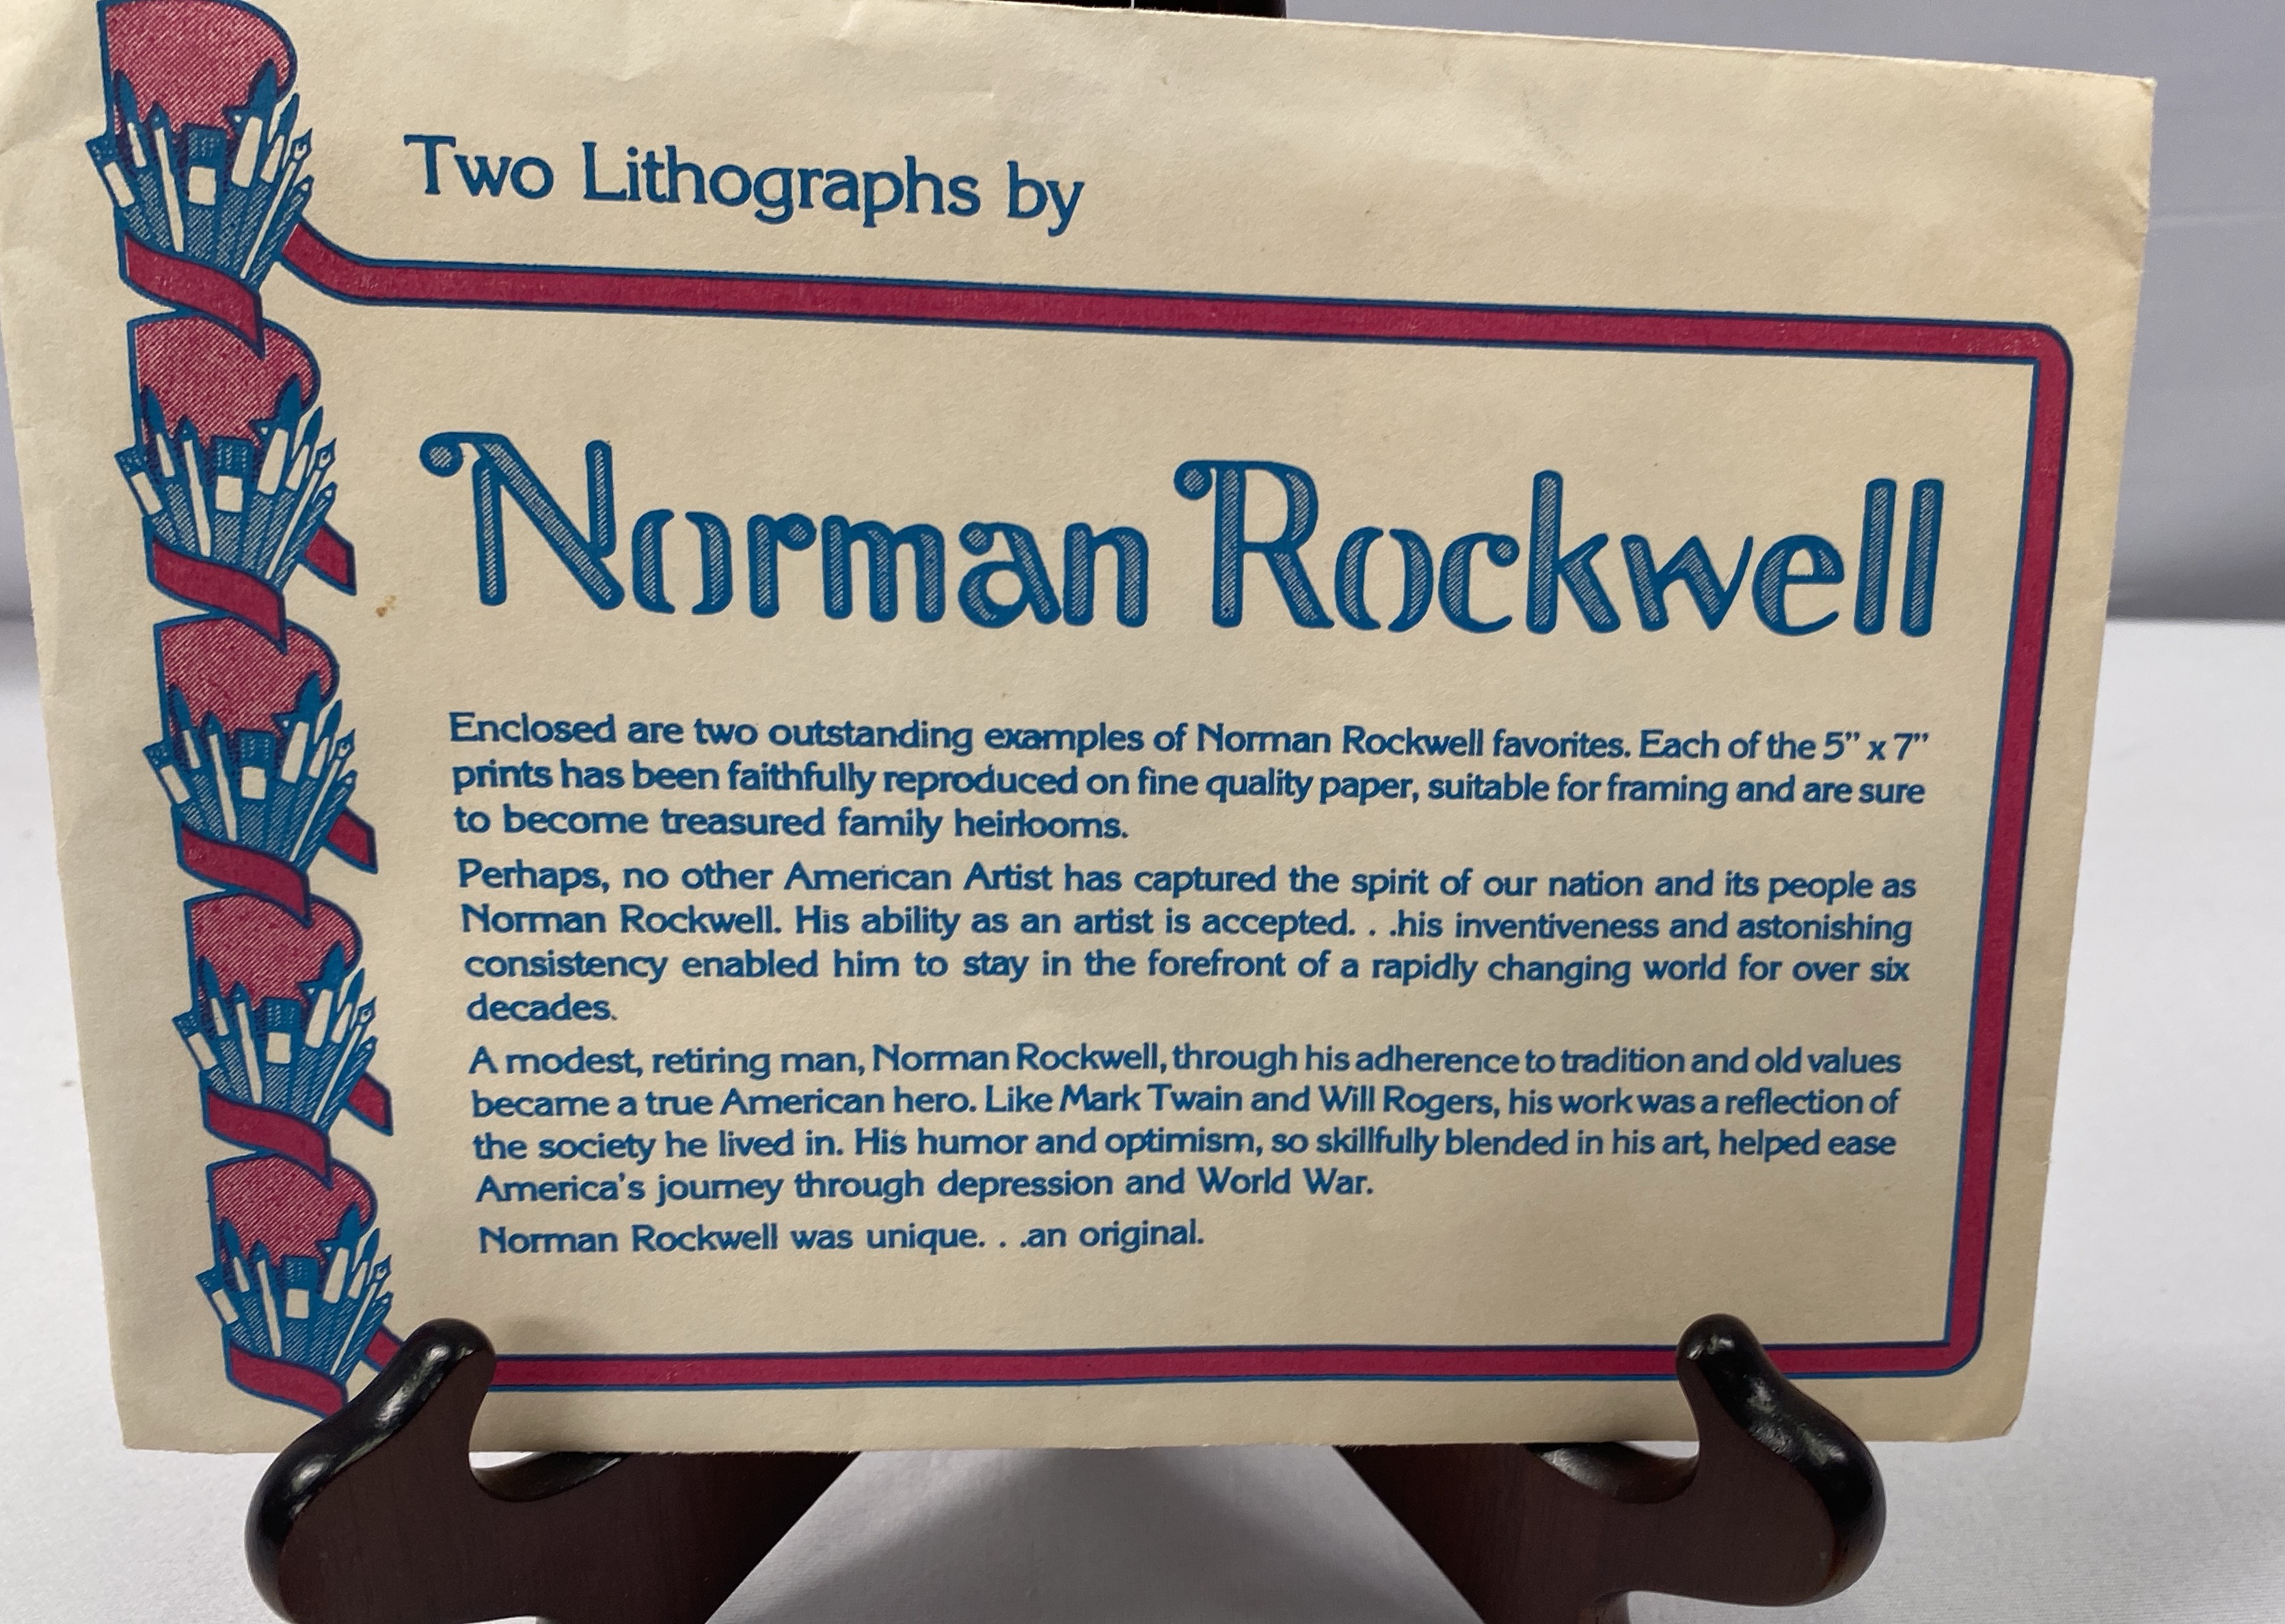 Two Lithographs by
Norman Rockwell
Enclosed are two outstanding examples of Norman Rockwell favorites. Each of the 5” x 7”
prints has been faithfully reproduced on fine quality paper, suitable for framing and are sure
to become treasured family heirlooms.
Perhaps, no other American Artist has captured the spirit of our nation and its people as
Norman Rockwell. His ability as an artist is accepted. . .his inventiveness and astonishing
consistency enabled him to stay in the forefront of a rapidly changing world for over six
decades.
A modest, retiring man, Norman Rockwell, through his adherence to tradition and old values
became a true American hero. Like Mark Twain and Will Rogers, his work was a reflection of
the society he lived in. His humor and optimism, so skillfully blended in his art, helped ease
America's journey through depression and World War.
Norman Rockwell was unique. . .an original.